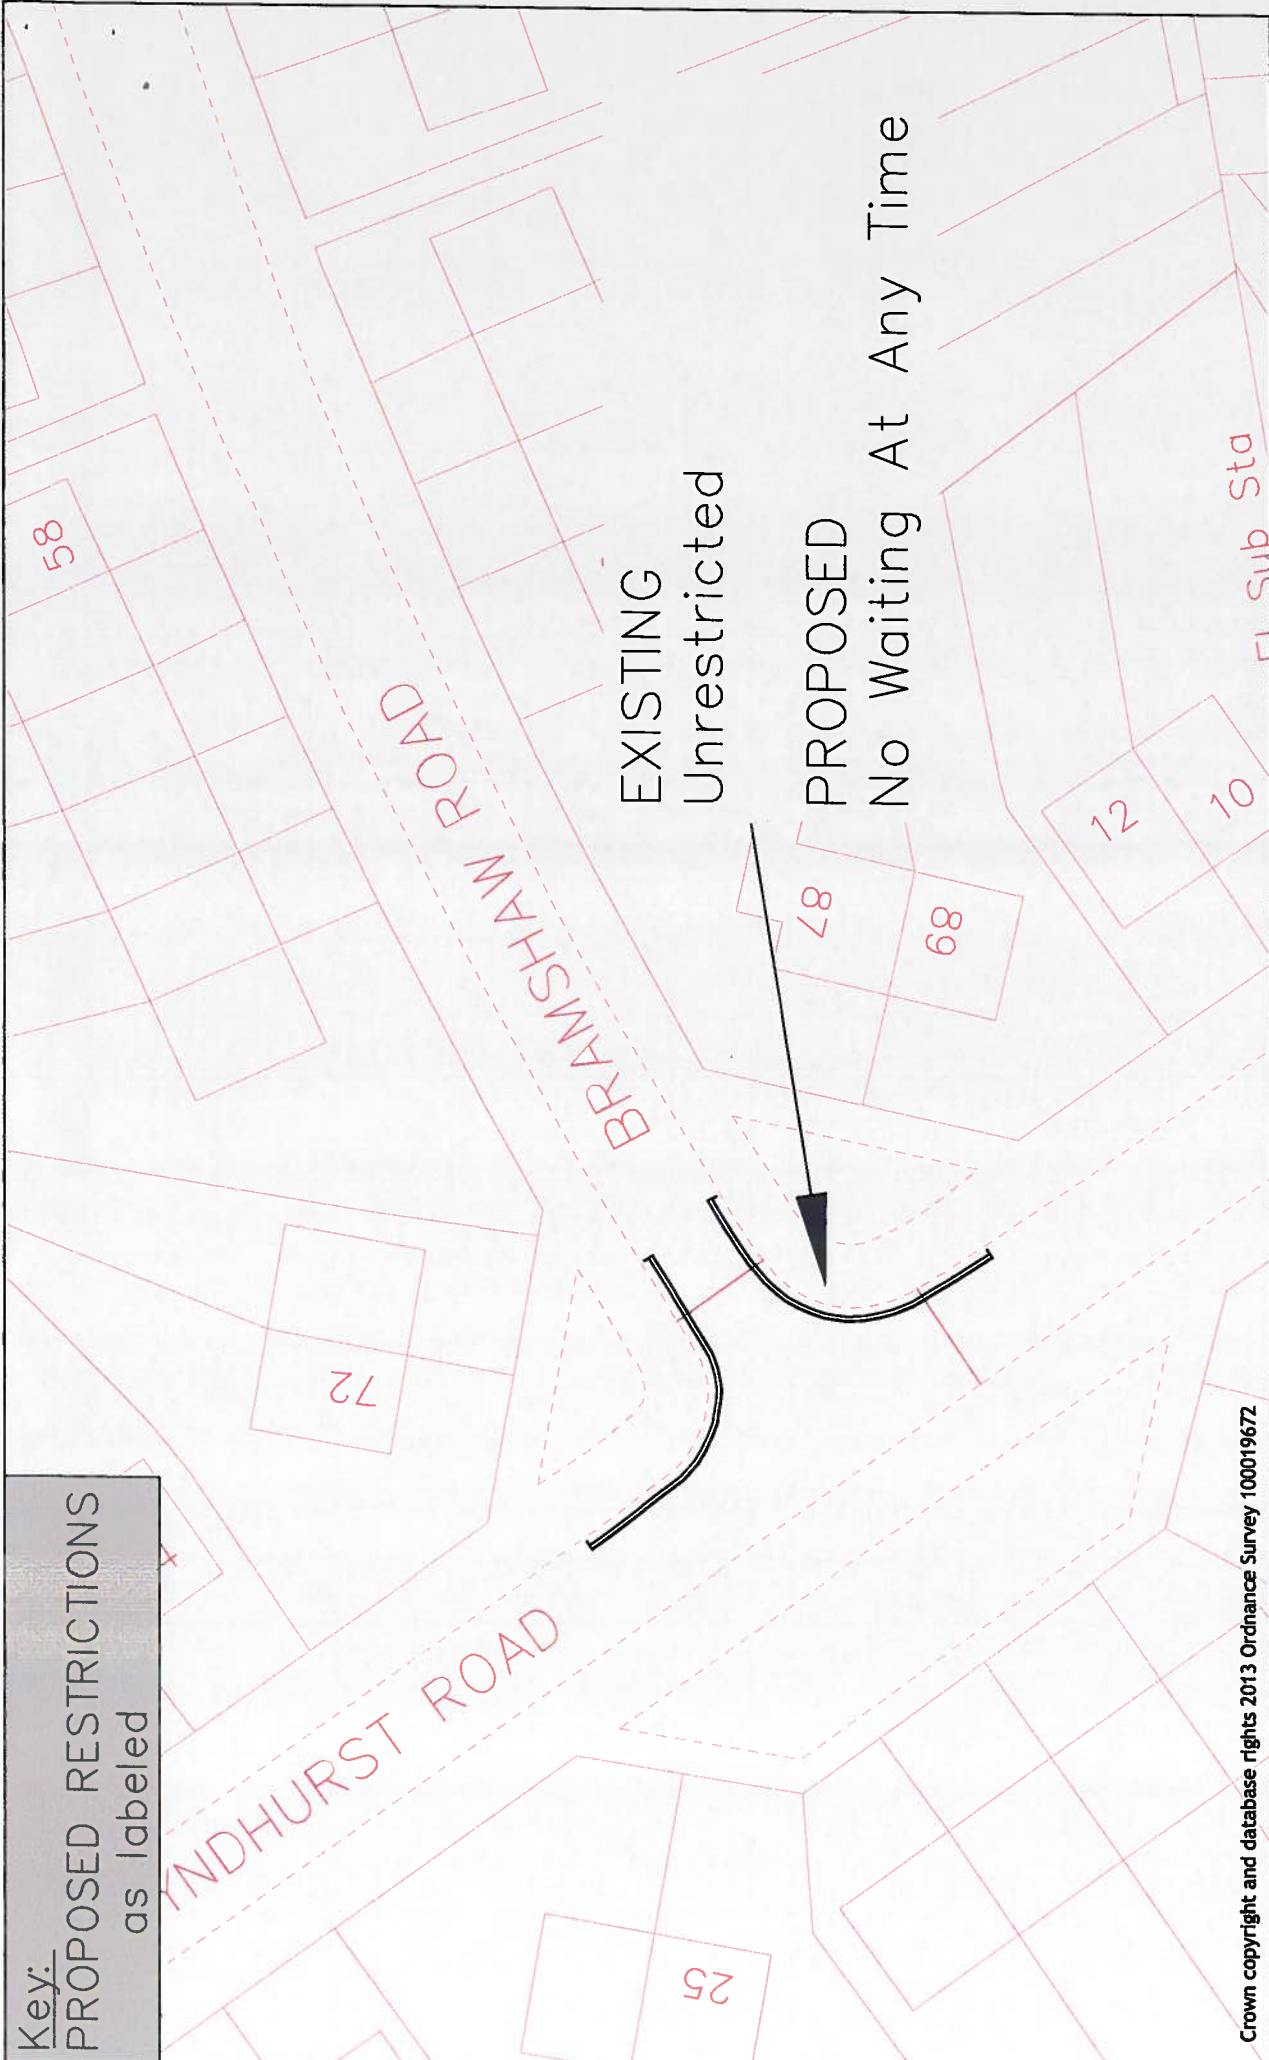 Key:
PROPOSED RESTRICTIONS
as labeled
58
BRAMSHAW ROAD
EXISTING
Unrestricted
PROPOSED
No Waiting At Any Time
72
87
89
12
10
El Sub Sta
YNDHURST ROAD
25
Crown copyright and database rights 2013 Ordnance Survey 100019672